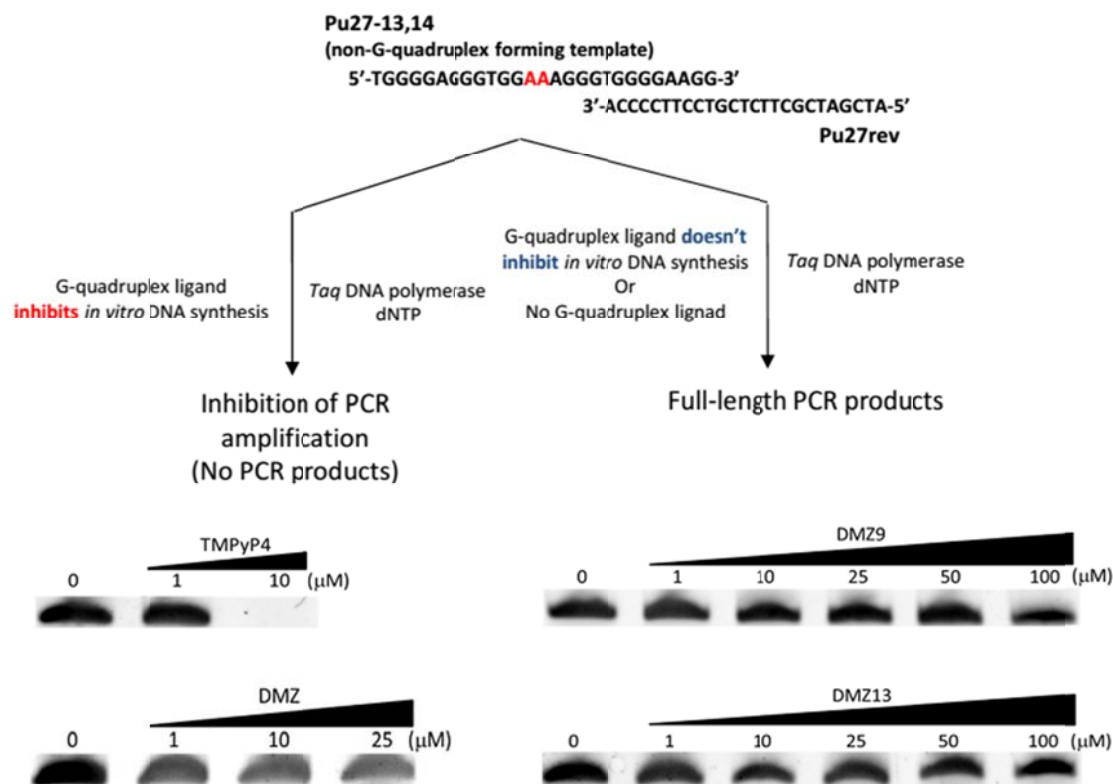 Pu27-13,14
(non-G-quadruplex forming template)
5’-TGGGGAGGGTGGAAAGGGTGGGGAAGG-3’
3’-ACCCCTTCCTGCTCTTCGCTAGCTA-5’
Pu27rev
G-quadruplex ligand
inhibits in vitro DNA synthesis
Taq DNA polymerase
dNTP
G-quadruplex ligand doesn’t
inhibit in vitro DNA synthesis
Or
No G-quadruplex lignad
Taq DNA polymerase
dNTP
Inhibition of PCR
amplification
(No PCR products)
Full-length PCR products
TMPyP4
0 1 10 (μM)
DMZ9
0 1 10 25 50 100 (μM)
DMZ
0 1 10 25 (μM)
DMZ13
0 1 10 25 50 100 (μM)